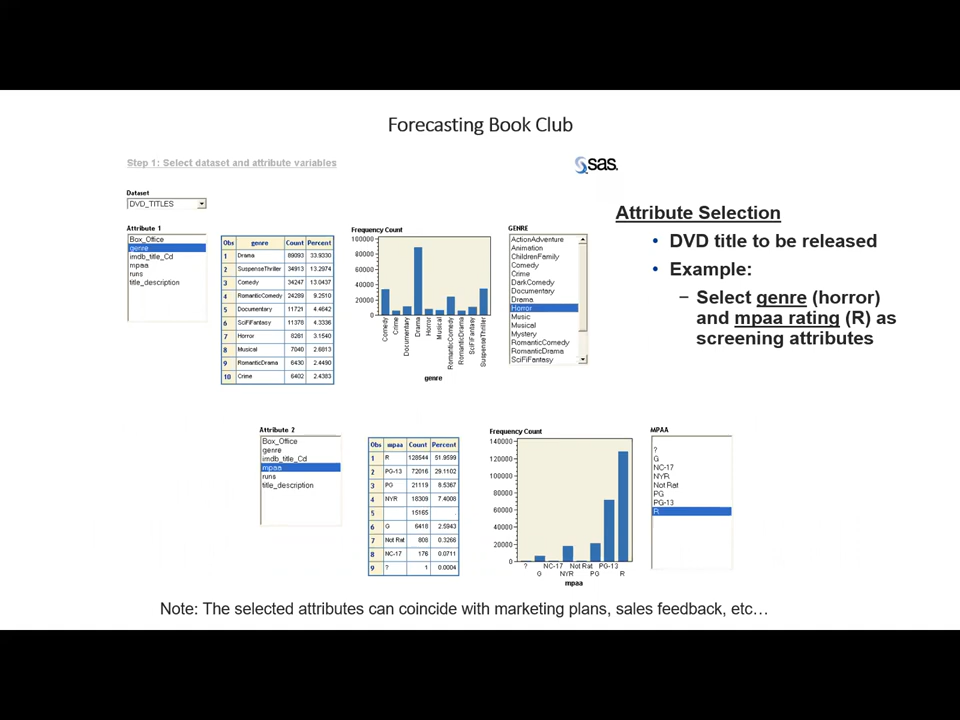 Forecasting Book Club
Step 1: Select dataset and attribute variables
sas.
Dataset
DVD_TITLES
Attribute 1
Box_Office
genre
imdb_title_Cd
mpaa
runs
title_description
Obs genre Count Percent
1 Drama 89093 33.9330
2 SuspenseThriller 34913 13.2974
3 Comedy 34247 13.0437
4 RomanticComedy 24289 9.2510
5 Documentary 11721 4.4642
6 SciFiFantasy 11378 4.3336
7 Horror 8281 3.1540
8 Musical 7040 2.6813
9 RomanticDrama 6430 2.4490
10 Crime 6402 2.4383
Frequency Count
100000
80000
60000
40000
20000
0
Comedy
Crime
Documentary
Drama
Horror
Musical
RomanticComedy
RomanticDrama
SciFiFantasy
SuspenseThriller
genre
GENRE
ActionAdventure
Animation
ChildrenFamily
Comedy
Crime
DarkComedy
Documentary
Drama
Horror
Music
Musical
Mystery
RomanticComedy
RomanticDrama
SciFiFantasy
Attribute Selection
• DVD title to be released
• Example:
– Select genre (horror)
and mpaa rating (R) as
screening attributes
Attribute 2
Box_Office
genre
imdb_title_Cd
mpaa
runs
title_description
Obs mpaa Count Percent
1 R 128544 51.9599
2 PG-13 72016 29.1102
3 PG 21119 8.5367
4 NYR 18309 7.4008
5 15165 .
6 G 6418 2.5943
7 Not Rat 808 0.3266
8 NC-17 176 0.0711
9 ? 1 0.0004
Frequency Count
140000
120000
100000
80000
60000
40000
20000
0
? NC-17 Not Rat PG-13
G NYR PG R
mpaa
MPAA
?
G
NC-17
NYR
Not Rat
PG
PG-13
R
Note: The selected attributes can coincide with marketing plans, sales feedback, etc…